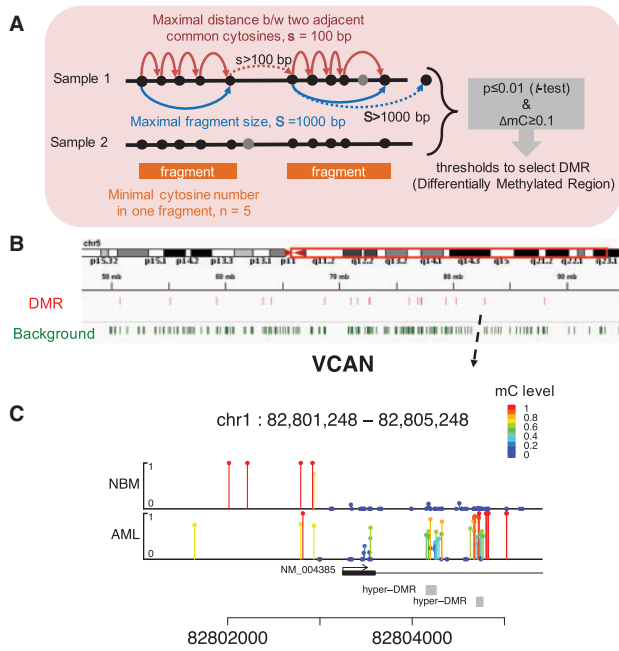 A
Maximal distance b/w two adjacent
common cytosines, s = 100 bp
s>100 bp
Sample 1
Maximal fragment size, S =1000 bp
S>1000 bp
p≤0.01 (t-test)
&
ΔmC≥0.1
Sample 2
fragment
fragment
thresholds to select DMR
(Differentially Methylated Region)
Minimal cytosine number
in one fragment, n = 5
B
chr5
p15.32 p15.1 p14.2 p13.3 p13.1 p11 q11.2 q12.2 q13.2 q14.1 q14.3 q15 q21.2 q22.1 q23.1
50 mb 60 mb 70 mb 80 mb 90 mb
DMR
Background
VCAN
C
mC level
chr1 : 82,801,248 – 82,805,248
1
0.8
0.6
0.4
0.2
0
NBM
1
0
AML
1
0
NM_004385
hyper–DMR
hyper–DMR
82802000 82804000